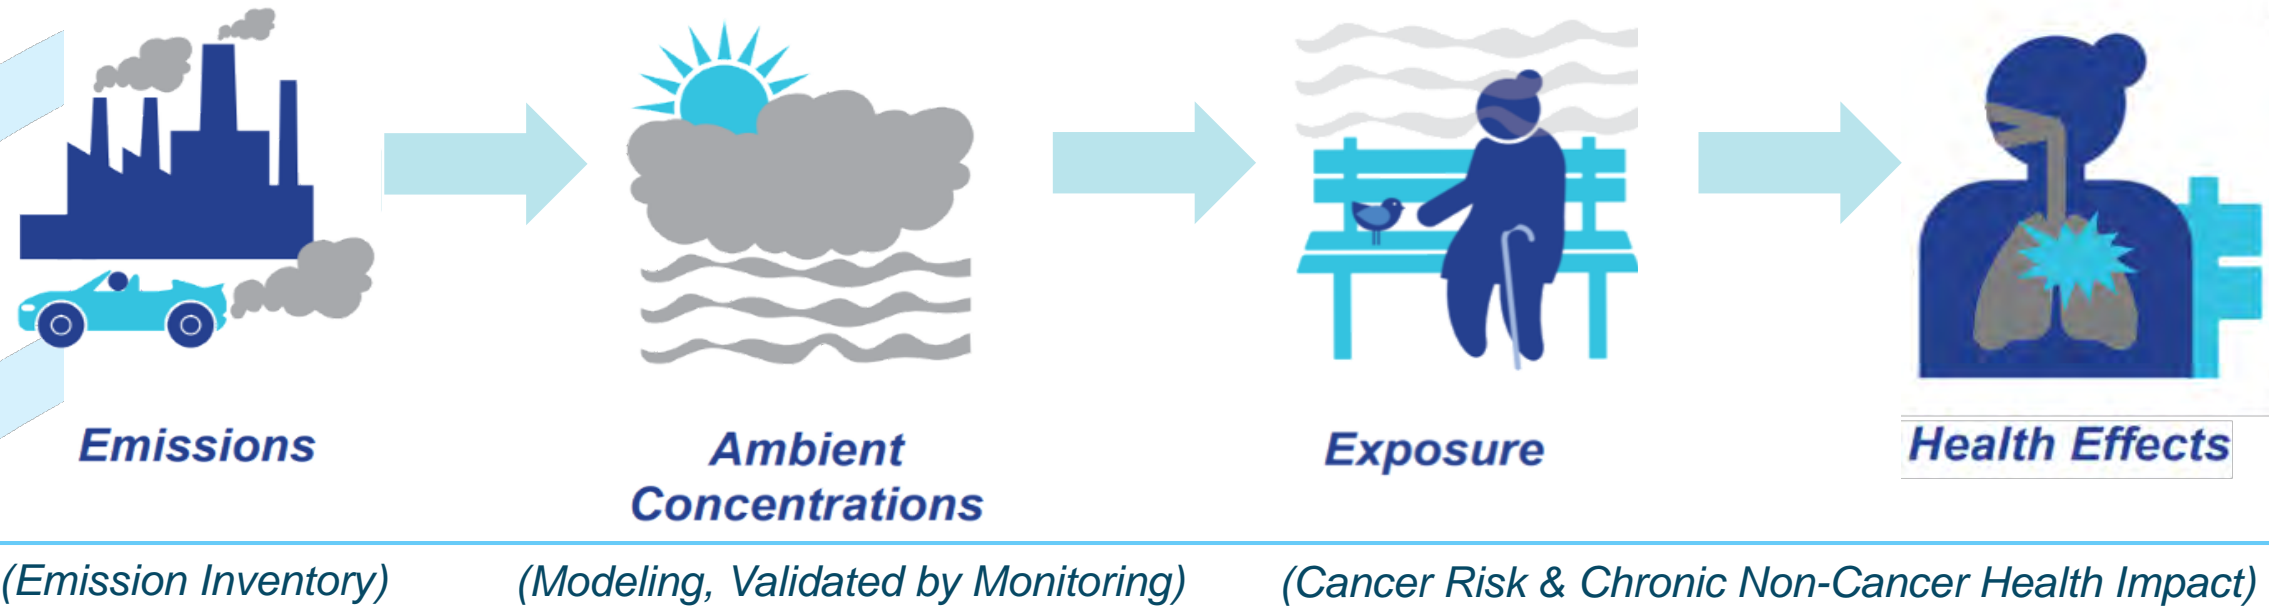 Emissions
Ambient
Concentrations
Exposure
Health Effects
(Emission Inventory)
(Modeling, Validated by Monitoring)
(Cancer Risk & Chronic Non-Cancer Health Impact)